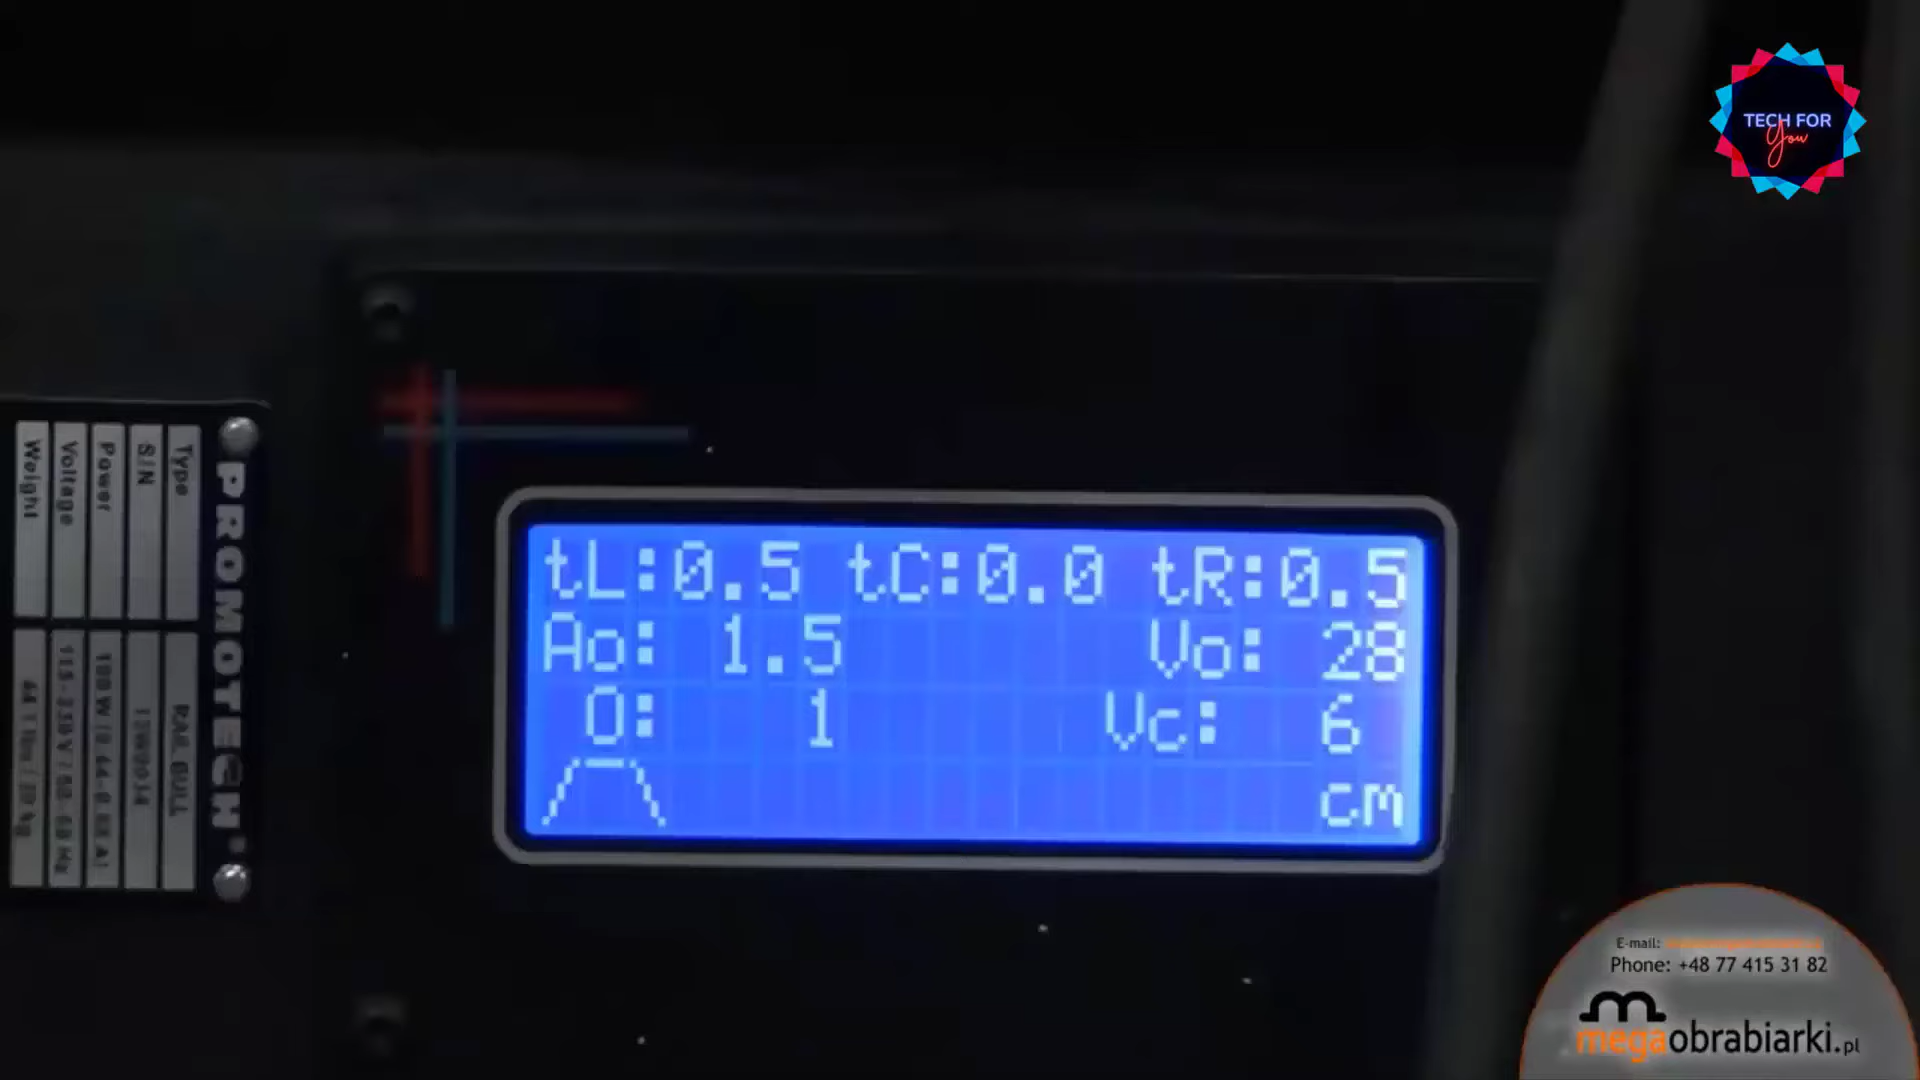 TECH FOR
You
tL:0.5 tC:0.0 tR:0.5
Ao: 1.5 Vo: 28
O: 1 Vc: 6
cm
PROMOTECH
Type RAIL BULL
S/N
Power
Voltage
Weight
E-mail:
Phone: +48 77 415 31 82
megaobrabiarki.pl